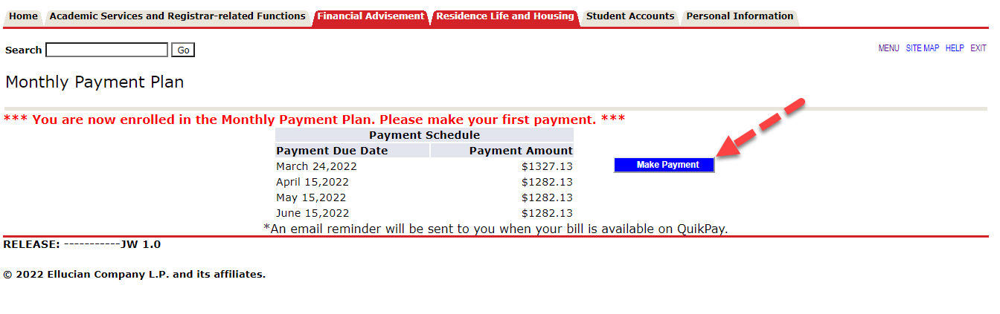 Home Academic Services and Registrar-related Functions Financial Advisement Residence Life and Housing Student Accounts Personal Information
Search Go
MENU SITE MAP HELP EXIT
Monthly Payment Plan
*** You are now enrolled in the Monthly Payment Plan. Please make your first payment. ***
Payment Schedule
Payment Due Date Payment Amount
March 24,2022 $1327.13
Make Payment
April 15,2022 $1282.13
May 15,2022 $1282.13
June 15,2022 $1282.13
*An email reminder will be sent to you when your bill is available on QuikPay.
RELEASE: -----------JW 1.0
© 2022 Ellucian Company L.P. and its affiliates.